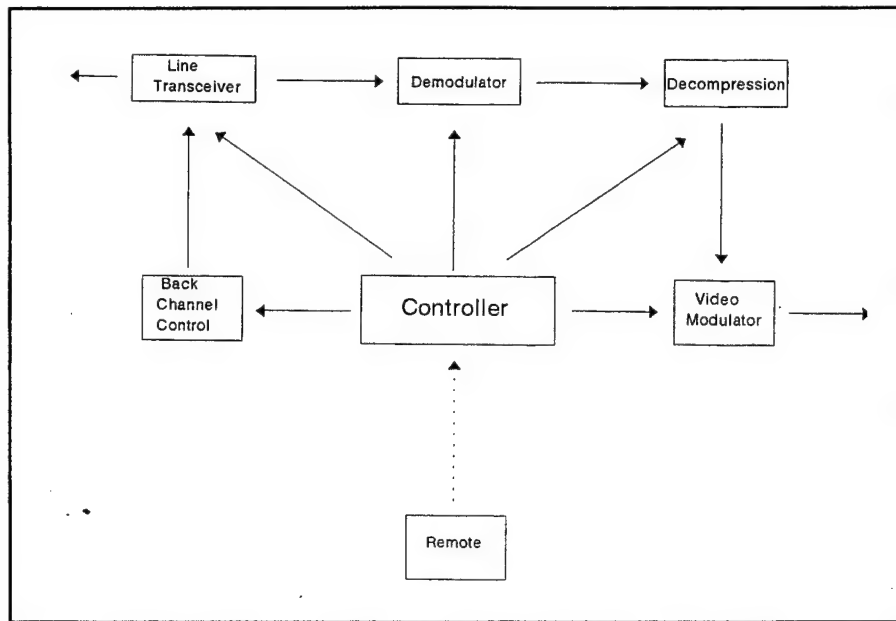 Line
Transceiver
Demodulator
Decompression
Back
Channel
Control
Controller
Video
Modulator
Remote